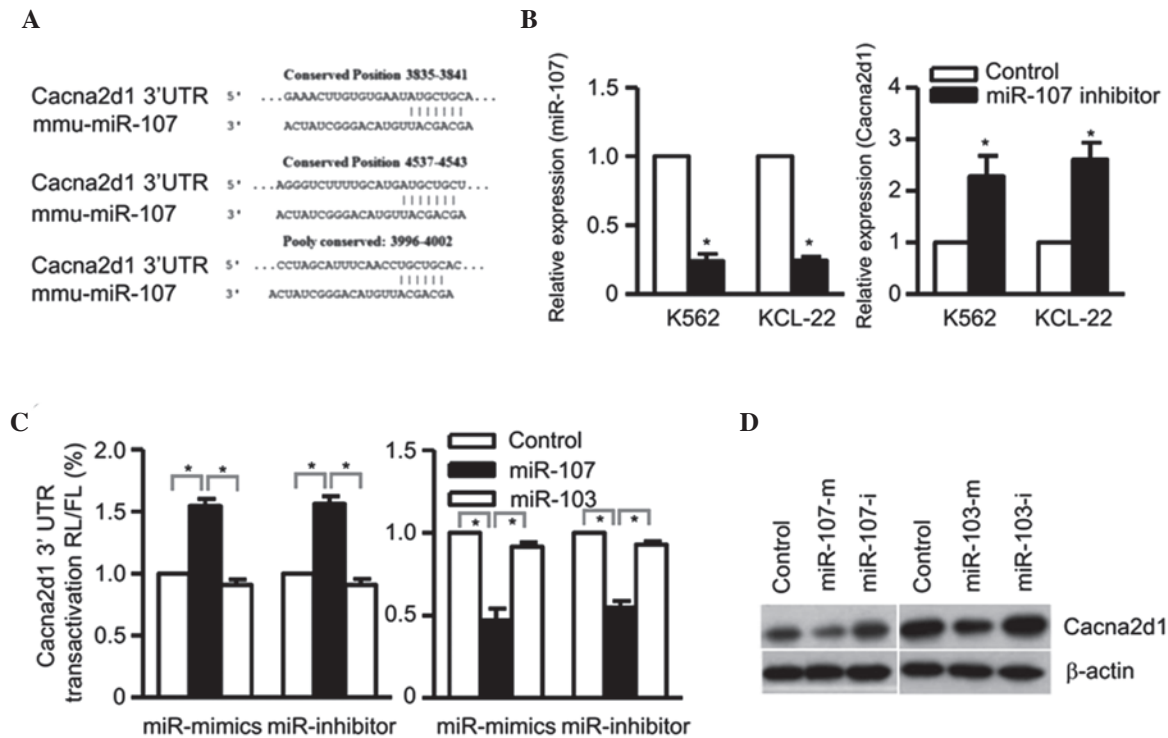 A
Conserved Position 3835-3841
Cacna2d1 3'UTR 5' ...GAAACUUGUGUGAAUAUGCUGCA...
mmu-miR-107 3' ACUAUCGGGACAUGUUACGACGA
Conserved Position 4537-4543
Cacna2d1 3'UTR 5' ....AGGGUCUUUUGCAUGAUGCUGCU...
mmu-miR-107 3' ACUAUCGGGACAUGUUACGACGA
Pooly conserved: 3996-4002
Cacna2d1 3'UTR 5' ...CCUAGCAUUUCAACCUGCUGCAC...
mmu-miR-107 3' ACUAUCGGGACAUGUUACGACGA
B
Relative expression (miR-107)
1.5
1.0
0.5
0
* *
K562 KCL-22
Relative expression (Cacna2d1)
Control
miR-107 inhibitor
4
3
2
1
0
* *
K562 KCL-22
C
Cacna2d1 3' UTR
transactivation RL/FL (%)
2.0
1.5
1.0
0.5
0
* * * *
miR-mimics miR-inhibitor
Control
miR-107
miR-103
1.5
1.0
0.5
0
* * * *
miR-mimics miR-inhibitor
D
Control miR-107-m miR-107-i Control miR-103-m miR-103-i
Cacna2d1
β-actin